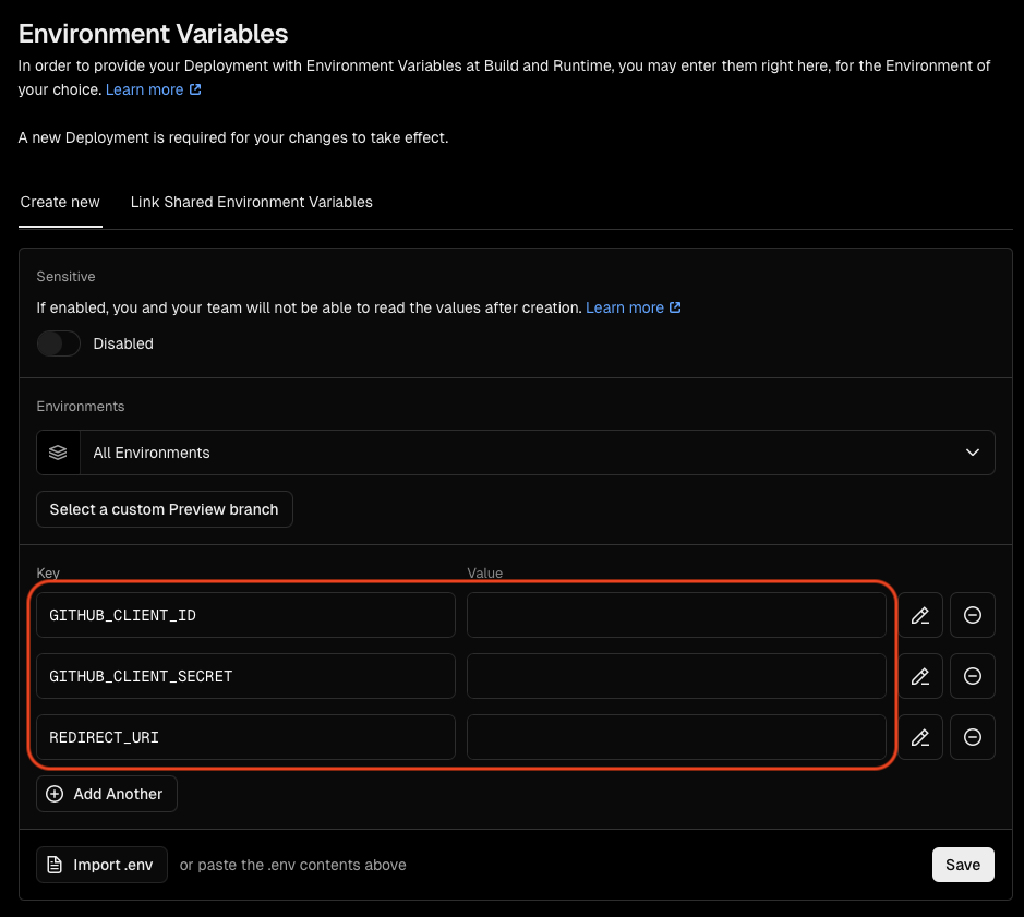 Environment Variables
In order to provide your Deployment with Environment Variables at Build and Runtime, you may enter them right here, for the Environment of
your choice. Learn more
A new Deployment is required for your changes to take effect.
Create new Link Shared Environment Variables
Sensitive
If enabled, you and your team will not be able to read the values after creation. Learn more
Disabled
Environments
All Environments
Select a custom Preview branch
Key Value
GITHUB_CLIENT_ID
GITHUB_CLIENT_SECRET
REDIRECT_URI
Add Another
Import .env or paste the .env contents above Save